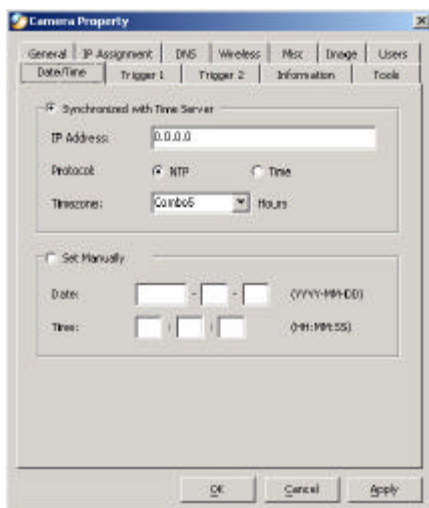 Camera Property
General IP Assignment DNS Wireless Misc Image Users
Date/Time Trigger 1 Trigger 2 Information Tools
Synchronized with Time Server
IP Address: 0.0.0.0
Protocol: NTP Time
Timezone: Combo5 Hours
Set Manually
Date: - - (YYYY-MM-DD)
Time: : : (HH:MM:SS)
OK Cancel Apply